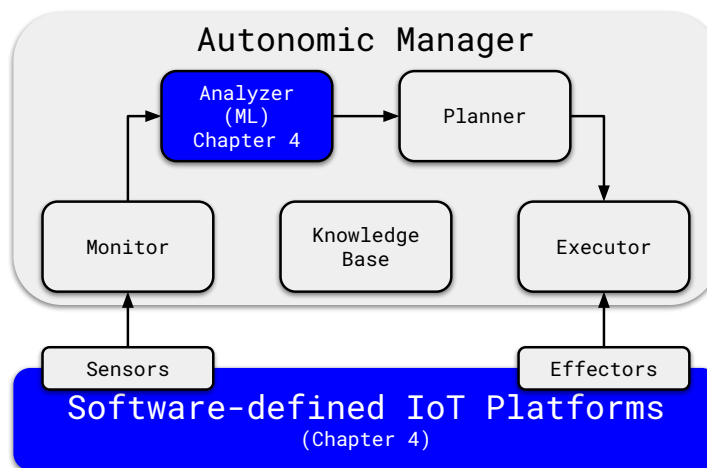 Autonomic Manager
Analyzer
(ML)
Chapter 4
Planner
Monitor
Knowledge
Base
Executor
Sensors
Effectors
Software-defined IoT Platforms
(Chapter 4)